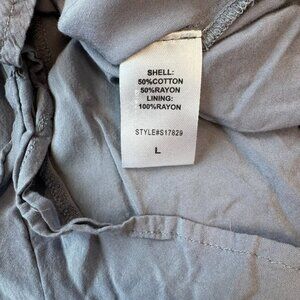 SHELL:
50%COTTON
50%RAYON
LINING:
100%RAYON
STYLE#S17829
L